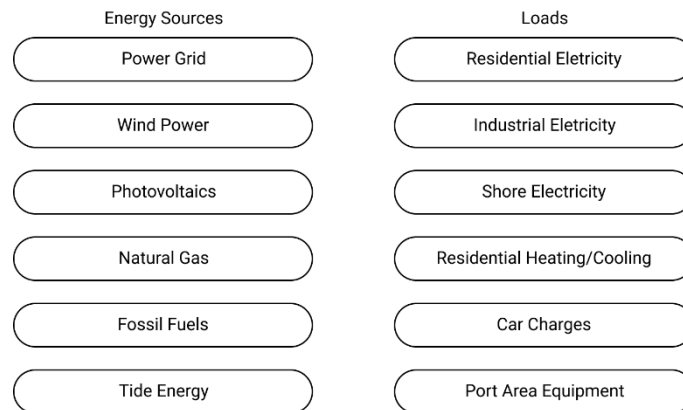 Energy Sources
Loads
Power Grid
Residential Eletricity
Wind Power
Industrial Eletricity
Photovoltaics
Shore Electricity
Natural Gas
Residential Heating/Cooling
Fossil Fuels
Car Charges
Tide Energy
Port Area Equipment